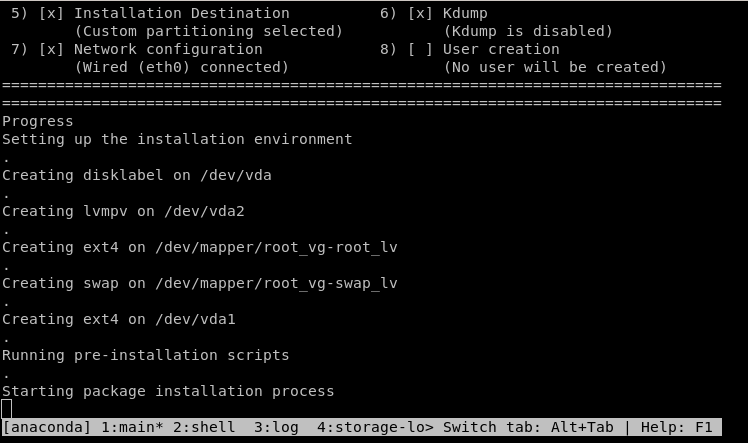 5) [x] Installation Destination          6) [x] Kdump
        (Custom partitioning selected)           (Kdump is disabled)
7) [x] Network configuration             8) [ ] User creation
        (Wired (eth0) connected)                 (No user will be created)
================================================================================
================================================================================
Progress
Setting up the installation environment
.
Creating disklabel on /dev/vda
.
Creating lvmpv on /dev/vda2
.
Creating ext4 on /dev/mapper/root_vg-root_lv
.
Creating swap on /dev/mapper/root_vg-swap_lv
.
Creating ext4 on /dev/vda1
.
Running pre-installation scripts
.
Starting package installation process
[anaconda] 1:main* 2:shell  3:log  4:storage-lo> Switch tab: Alt+Tab | Help: F1